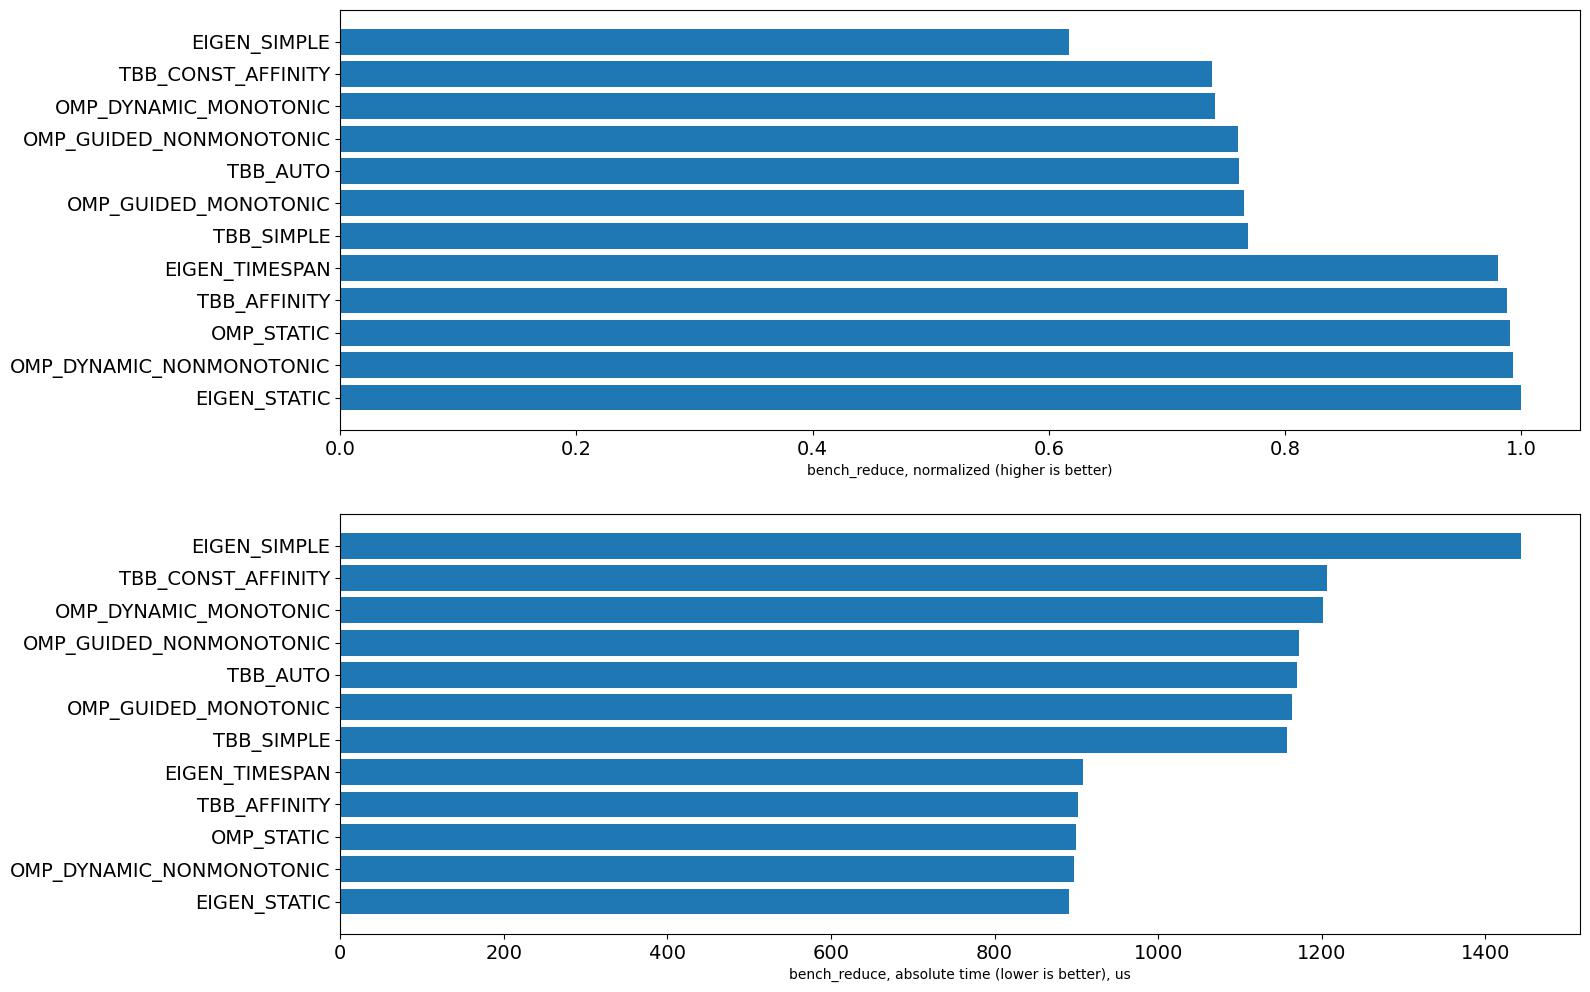 EIGEN_SIMPLE
TBB_CONST_AFFINITY
OMP_DYNAMIC_MONOTONIC
OMP_GUIDED_NONMONOTONIC
TBB_AUTO
OMP_GUIDED_MONOTONIC
TBB_SIMPLE
EIGEN_TIMESPAN
TBB_AFFINITY
OMP_STATIC
OMP_DYNAMIC_NONMONOTONIC
EIGEN_STATIC
0.0 0.2 0.4 0.6 0.8 1.0
bench_reduce, normalized (higher is better)
EIGEN_SIMPLE
TBB_CONST_AFFINITY
OMP_DYNAMIC_MONOTONIC
OMP_GUIDED_NONMONOTONIC
TBB_AUTO
OMP_GUIDED_MONOTONIC
TBB_SIMPLE
EIGEN_TIMESPAN
TBB_AFFINITY
OMP_STATIC
OMP_DYNAMIC_NONMONOTONIC
EIGEN_STATIC
0 200 400 600 800 1000 1200 1400
bench_reduce, absolute time (lower is better), us